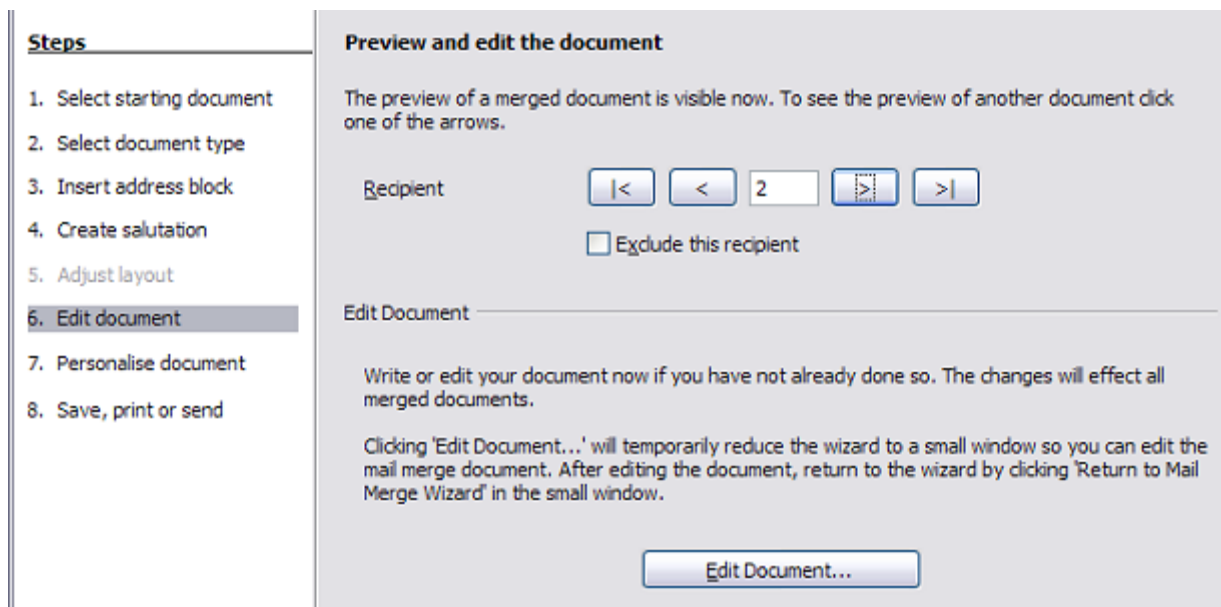 Steps
1. Select starting document
2. Select document type
3. Insert address block
4. Create salutation
5. Adjust layout
6. Edit document
7. Personalise document
8. Save, print or send
Preview and edit the document
The preview of a merged document is visible now. To see the preview of another document click
one of the arrows.
Recipient |< < 2 > >|
Exclude this recipient
Edit Document
Write or edit your document now if you have not already done so. The changes will effect all
merged documents.
Clicking 'Edit Document...' will temporarily reduce the wizard to a small window so you can edit the
mail merge document. After editing the document, return to the wizard by clicking 'Return to Mail
Merge Wizard' in the small window.
Edit Document...